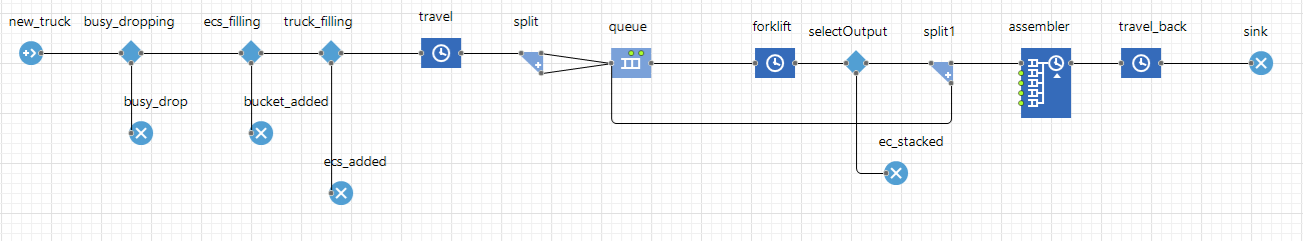 new_truck
busy_dropping
ecs_filling
truck_filling
travel
split
queue
forklift
selectOutput
split1
assembler
travel_back
sink
busy_drop
bucket_added
ecs_added
ec_stacked